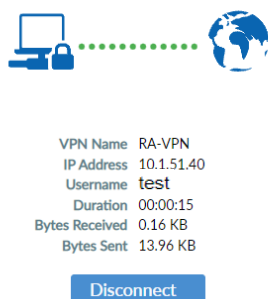 VPN Name RA-VPN
IP Address 10.1.51.40
Username test
Duration 00:00:15
Bytes Received 0.16 KB
Bytes Sent 13.96 KB
Disconnect